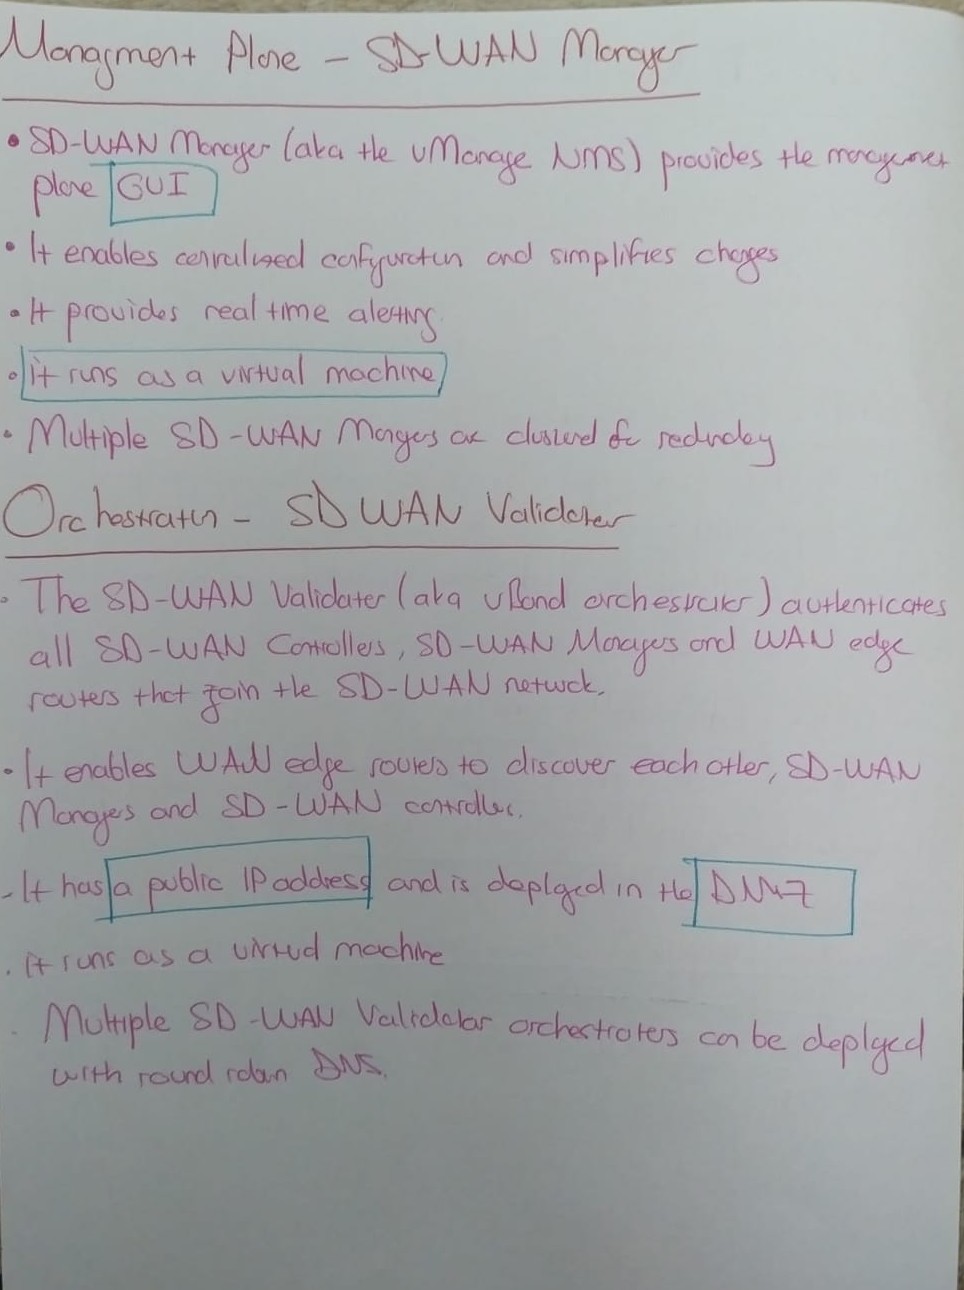 Managment Plane - SD-WAN Manager
• SD-WAN Manager (aka the vManage NMS) provides the management
plane GUI
• It enables centralised configuration and simplifies changes
• It provides real time alerting
• it runs as a virtual machine
• Multiple SD-WAN Mangers are clustered for redundancy
Orchestration - SD WAN Validator
• The SD-WAN Validater (aka vBond orchestrator) authenticates
all SD-WAN Controllers, SD-WAN Managers and WAN edge
routers that join the SD-WAN network.
• It enables WAN edge routers to discover each other, SD-WAN
Managers and SD-WAN controller.
- It has a public IP address and is deployed in the DMZ
. it runs as a virtual machine
. Multiple SD-WAN Validator orchestrators can be deployed
with round robin DNS.